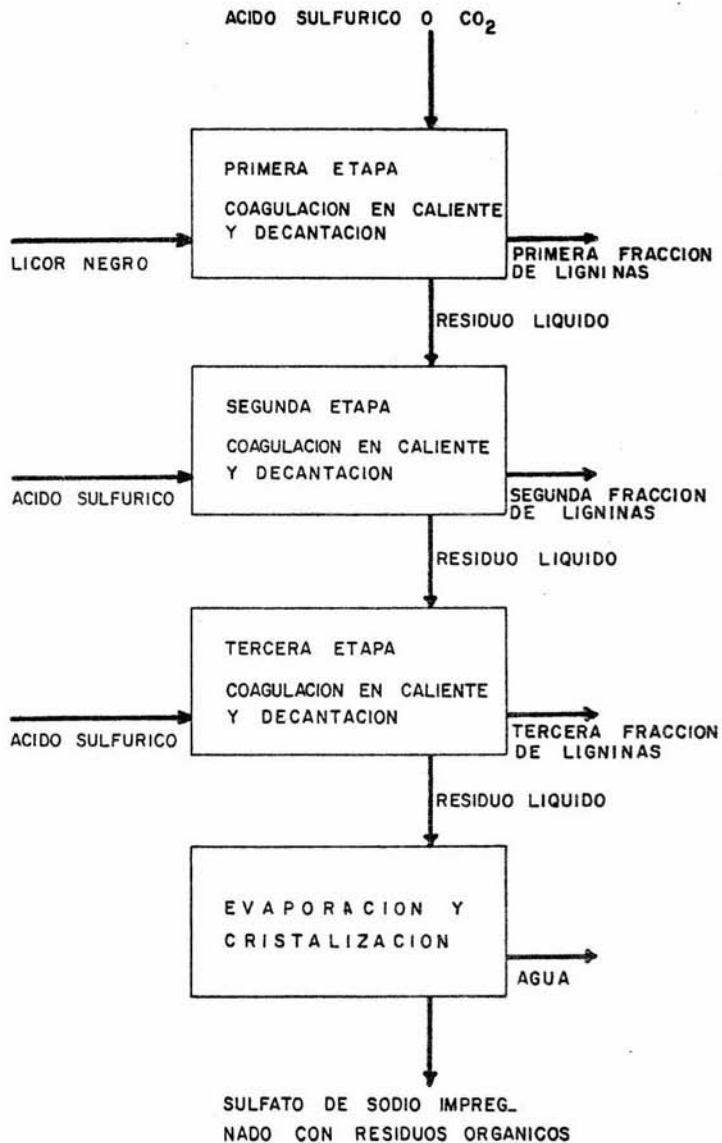 ACIDO SULFURICO O CO2
PRIMERA ETAPA
COAGULACION EN CALIENTE
Y DECANTACION
LICOR NEGRO
PRIMERA FRACCION
DE LIGNINAS
RESIDUO LIQUIDO
SEGUNDA ETAPA
COAGULACION EN CALIENTE
Y DECANTACION
ACIDO SULFURICO
SEGUNDA FRACCION
DE LIGNINAS
RESIDUO LIQUIDO
TERCERA ETAPA
COAGULACION EN CALIENTE
Y DECANTACION
ACIDO SULFURICO
TERCERA FRACCION
DE LIGNINAS
RESIDUO LIQUIDO
EVAPORACION Y
CRISTALIZACION
AGUA
SULFATO DE SODIO IMPREG_
NADO CON RESIDUOS ORGANICOS